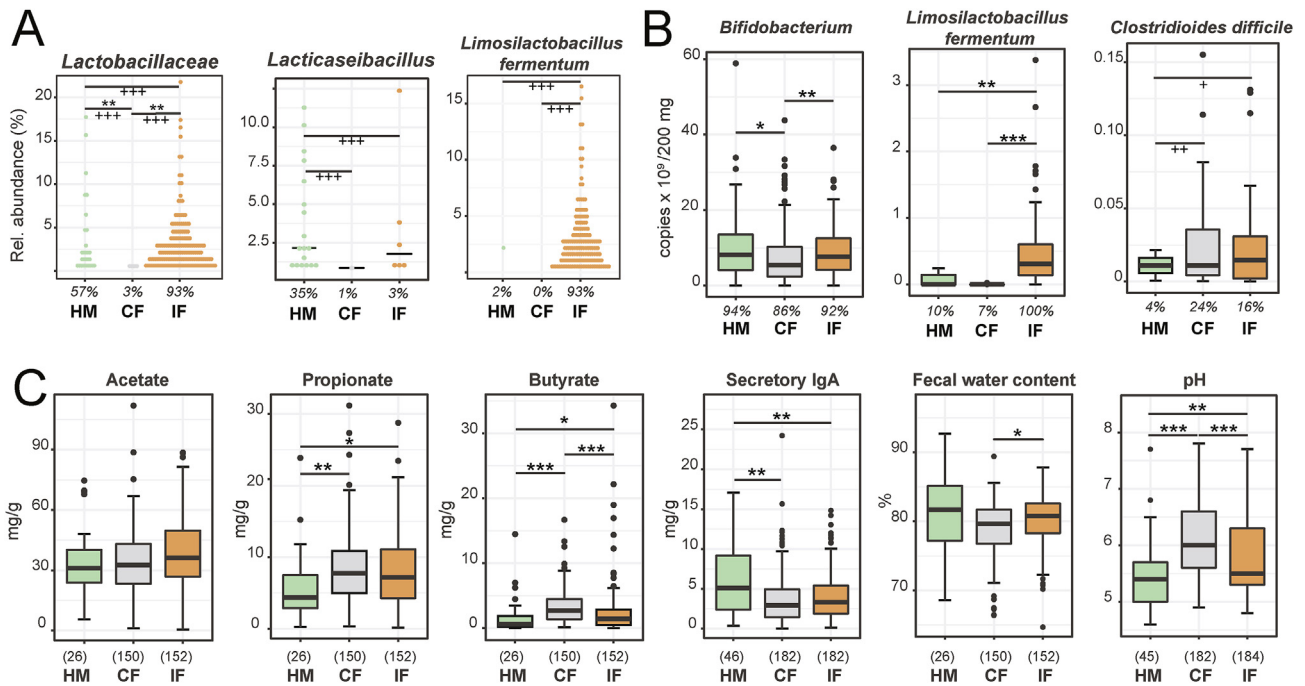 A
Lactobacillaceae
Rel. abundance (%)
20
15
10
5
+++
**
+++
**
+++
57%
3%
93%
HM
CF
IF
Lacticaseibacillus
10.0
7.5
5.0
2.5
+++
+++
35%
1%
3%
HM
CF
IF
Limosilactobacillus
fermentum
15
10
5
+++
+++
2%
0%
93%
HM
CF
IF
B
Bifidobacterium
copies x 10⁹/200 mg
60
40
20
0
**
*
94%
86%
92%
HM
CF
IF
Limosilactobacillus
fermentum
3
2
1
0
**
***
10%
7%
100%
HM
CF
IF
Clostridioides difficile
0.15
0.10
0.05
0
+
++
4%
24%
16%
HM
CF
IF
C
Acetate
mg/g
90
60
30
0
(26)
(150)
(152)
HM
CF
IF
Propionate
mg/g
30
20
10
0
*
**
(26)
(150)
(152)
HM
CF
IF
Butyrate
mg/g
30
20
10
0
*
***
***
(26)
(150)
(152)
HM
CF
IF
Secretory IgA
mg/g
25
20
15
10
5
0
**
**
(46)
(182)
(182)
HM
CF
IF
Fecal water content
%
90
80
70
*
(26)
(150)
(152)
HM
CF
IF
pH
8
7
6
5
**
***
***
(45)
(182)
(184)
HM
CF
IF